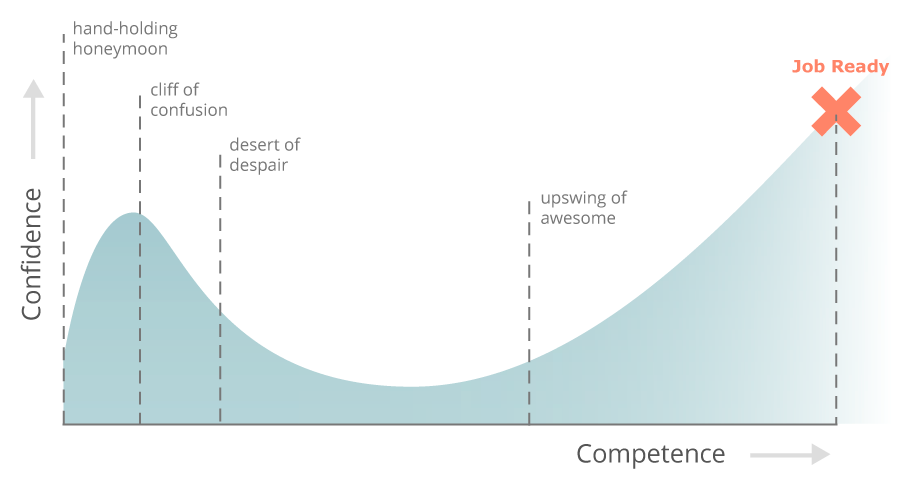 hand-holding
honeymoon
cliff of
confusion
desert of
despair
upswing of
awesome
Job Ready
Confidence
Competence